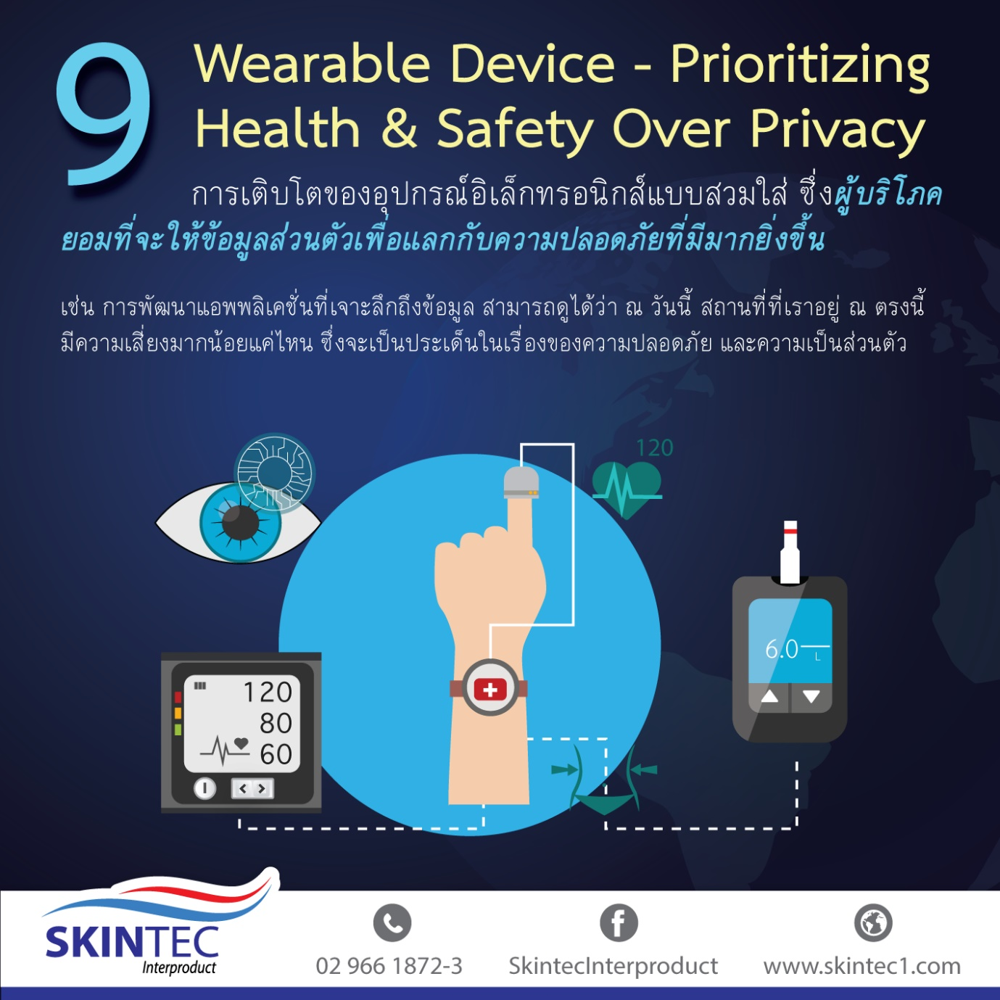 9
Wearable Device - Prioritizing
Health & Safety Over Privacy
การเติบโตของอุปกรณ์อิเล็กทรอนิกส์แบบสวมใส่ ซึ่งผู้บริโภค
ยอมที่จะให้ข้อมูลส่วนตัวเพื่อแลกกับความปลอดภัยที่มีมากยิ่งขึ้น
เช่น การพัฒนาแอพพลิเคชั่นที่เจาะลึกถึงข้อมูล สามารถดูได้ว่า ณ วันนี้ สถานที่ที่เราอยู่ ณ ตรงนี้
มีความเสี่ยงมากน้อยแค่ไหน ซึ่งจะเป็นประเด็นในเรื่องของความปลอดภัย และความเป็นส่วนตัว
120
6.0
L
120
80
60
SKINTEC
Interproduct
02 966 1872-3
SkintecInterproduct
www.skintec1.com